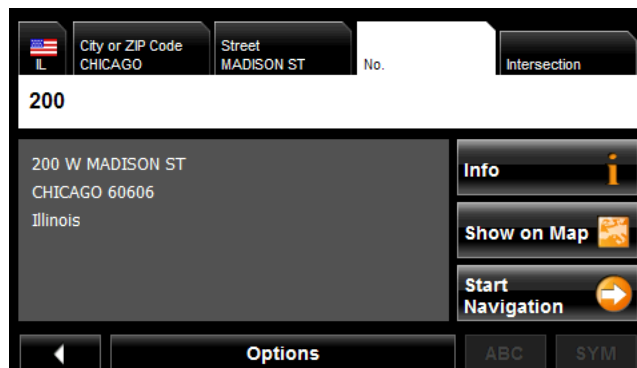 IL
City or ZIP Code
CHICAGO
Street
MADISON ST
No.
Intersection
200
200 W MADISON ST
CHICAGO 60606
Illinois
Info
Show on Map
Start
Navigation
Options
ABC
SYM